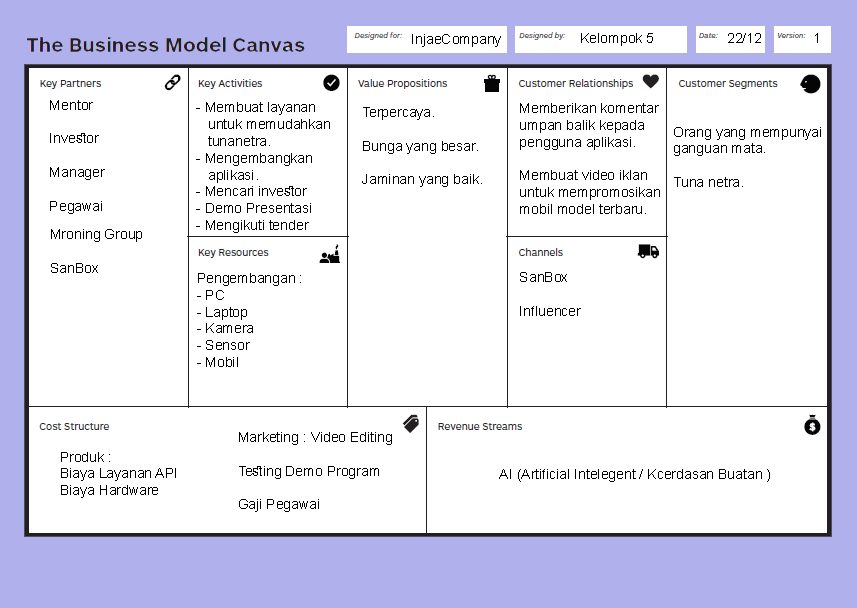 The Business Model Canvas
Designed for: InjaeCompany
Designed by: Kelompok 5
Date: 22/12
Version: 1
Key Partners
Mentor
Investor
Manager
Pegawai
Mroning Group
SanBox
Key Activities
- Membuat layanan
untuk memudahkan
tunanetra.
- Mengembangkan
aplikasi.
- Mencari investor
- Demo Presentasi
- Mengikuti tender
Key Resources
Pengembangan :
- PC
- Laptop
- Kamera
- Sensor
- Mobil
Value Propositions
Terpercaya.
Bunga yang besar.
Jaminan yang baik.
Customer Relationships
Memberikan komentar
umpan balik kepada
pengguna aplikasi.
Membuat video iklan
untuk mempromosikan
mobil model terbaru.
Channels
SanBox
Influencer
Customer Segments
Orang yang mempunyai
ganguan mata.
Tuna netra.
Cost Structure
Produk :
Biaya Layanan API
Biaya Hardware
Marketing : Video Editing
Testing Demo Program
Gaji Pegawai
Revenue Streams
AI (Artificial Intelegent / Kcerdasan Buatan )